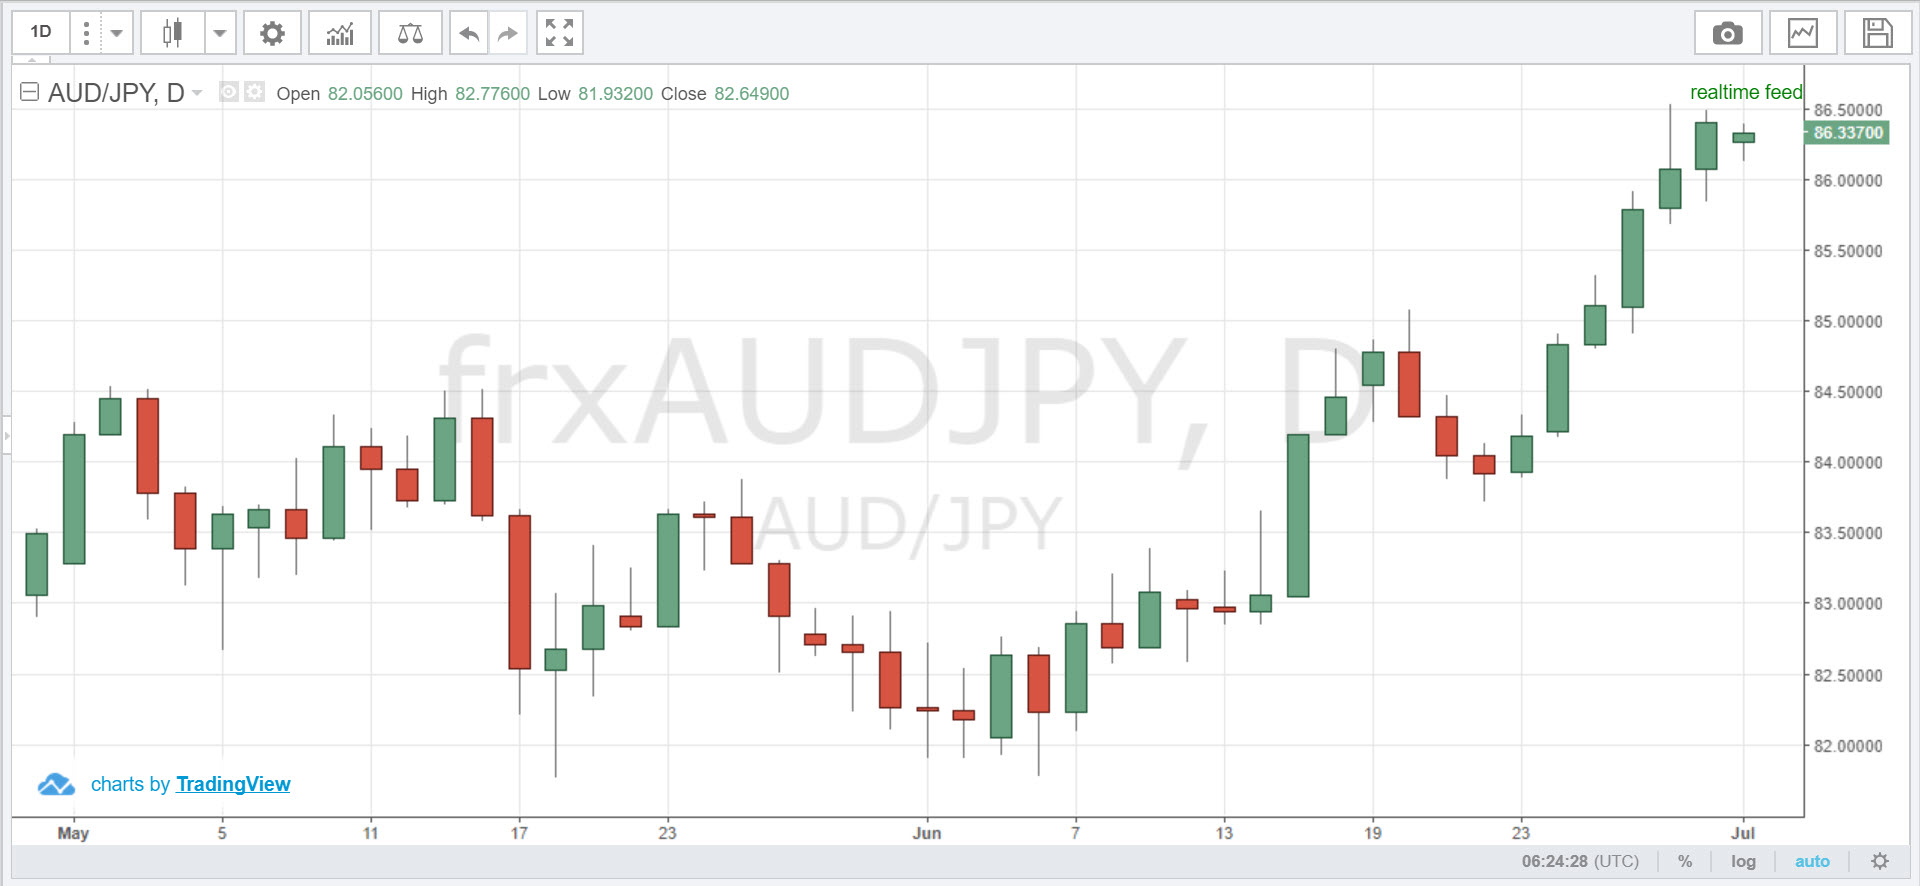 1D
AUD/JPY, D Open 82.05600 High 82.77600 Low 81.93200 Close 82.64900
realtime feed
86.50000
86.33700
86.00000
85.50000
85.00000
84.50000
84.00000
83.50000
83.00000
82.50000
82.00000
frxAUDJPY, D
AUD/JPY
charts by TradingView
May 5 11 17 23 Jun 7 13 19 23 Jul
06:24:28 (UTC) % log auto